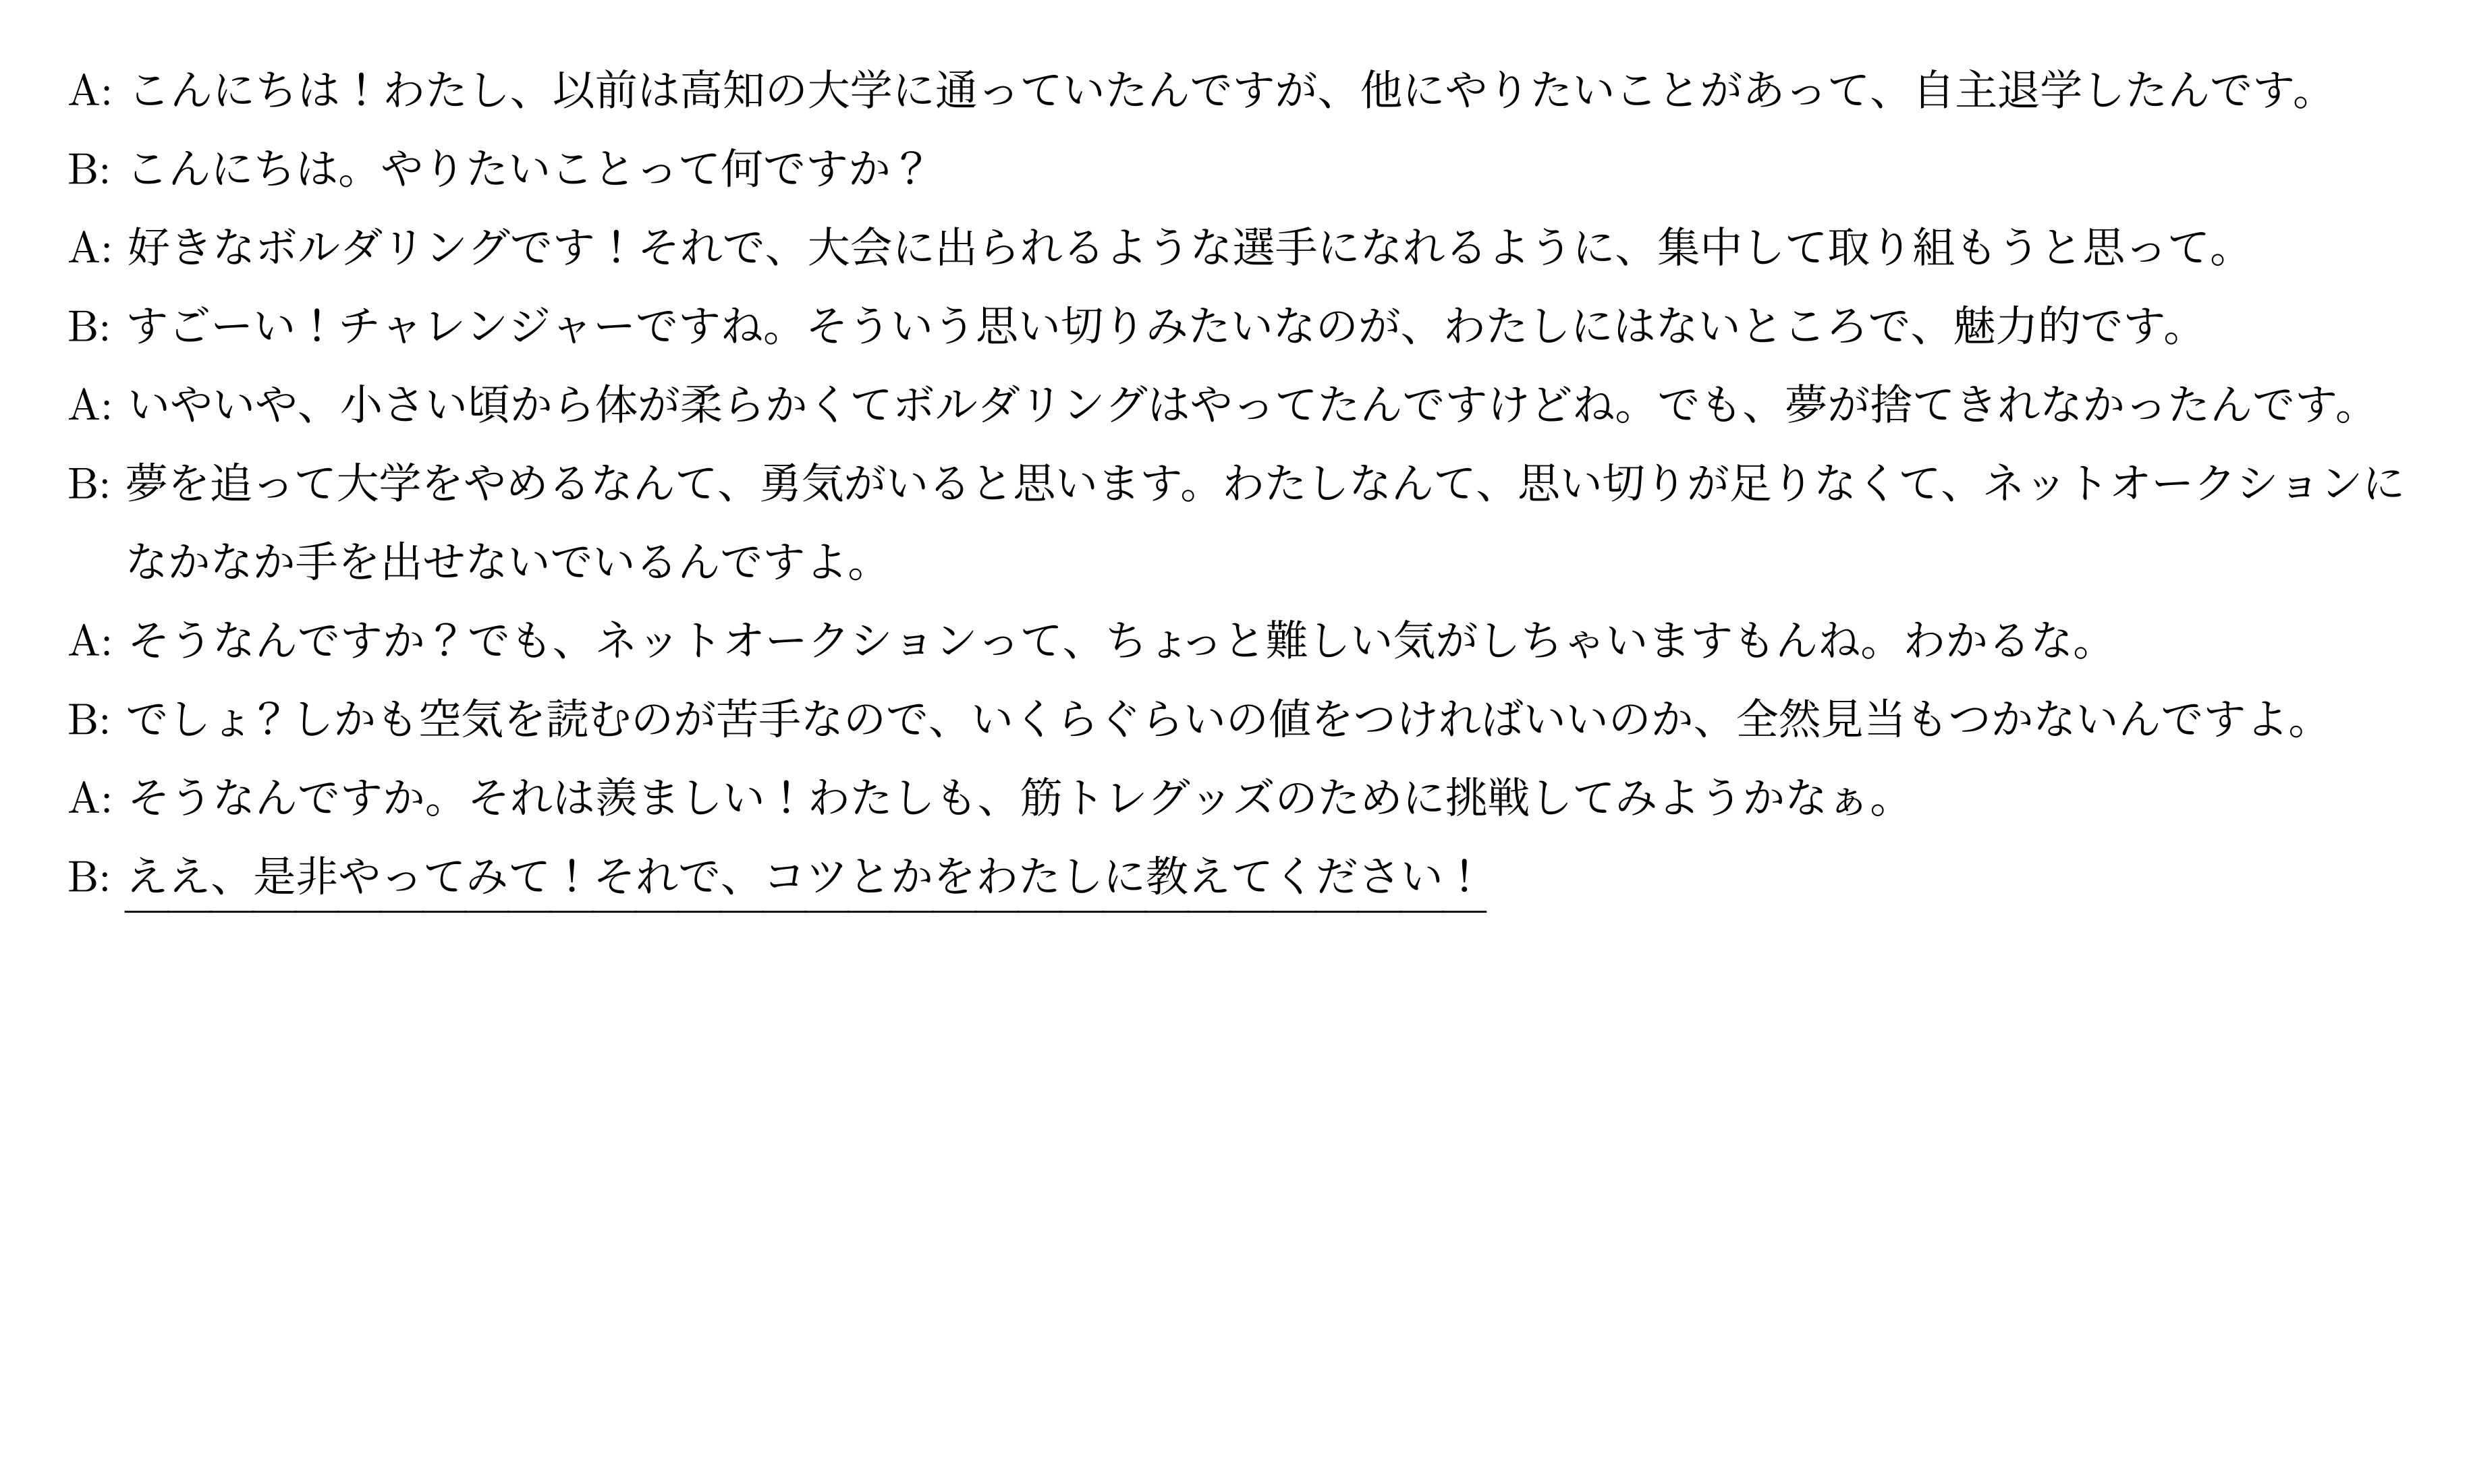 A: こんにちは！わたし、以前は高知の大学に通っていたんですが、他にやりたいことがあって、自主退学したんです。
B: こんにちは。やりたいことって何ですか？
A: 好きなボルダリングです！それで、大会に出られるような選手になれるように、集中して取り組もうと思って。
B: すごーい！チャレンジャーですね。そういう思い切りみたいなのが、わたしにはないところで、魅力的です。
A: いやいや、小さい頃から体が柔らかくてボルダリングはやってたんですけどね。でも、夢が捨てきれなかったんです。
B: 夢を追って大学をやめるなんて、勇気がいると思います。わたしなんて、思い切りが足りなくて、ネットオークションに
なかなか手を出せないでいるんですよ。
A: そうなんですか？でも、ネットオークションって、ちょっと難しい気がしちゃいますもんね。わかるな。
B: でしょ？しかも空気を読むのが苦手なので、いくらぐらいの値をつければいいのか、全然見当もつかないんですよ。
A: そうなんですか。それは羨ましい！わたしも、筋トレグッズのために挑戦してみようかなぁ。
B: ええ、是非やってみて！それで、コツとかをわたしに教えてください！